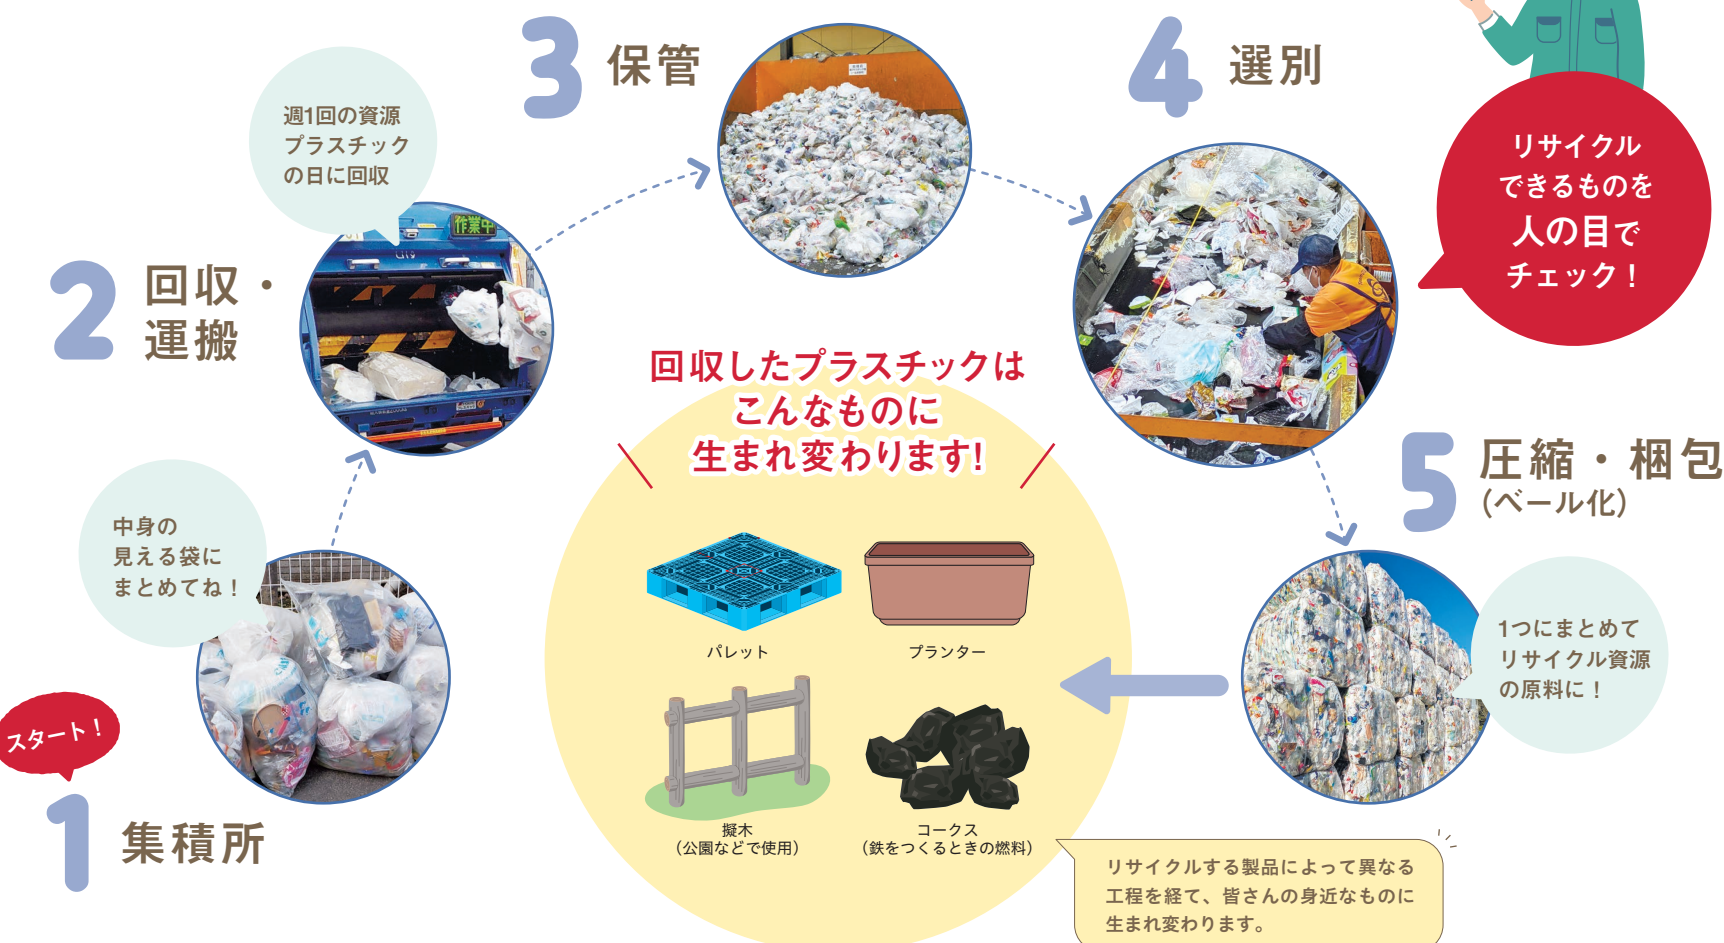 スタート！
1 集積所
中身の
見える袋に
まとめてね！
2 回収・
運搬
週1回の資源
プラスチック
の日に回収
作業中
3 保管
4 選別
リサイクル
できるものを
人の目で
チェック！
5 圧縮・梱包
(ベール化)
1つにまとめて
リサイクル資源
の原料に！
回収したプラスチックは
こんなものに
生まれ変わります!
パレット
プランター
擬木
（公園などで使用）
コークス
（鉄をつくるときの燃料）
リサイクルする製品によって異なる
工程を経て、皆さんの身近なものに
生まれ変わります。